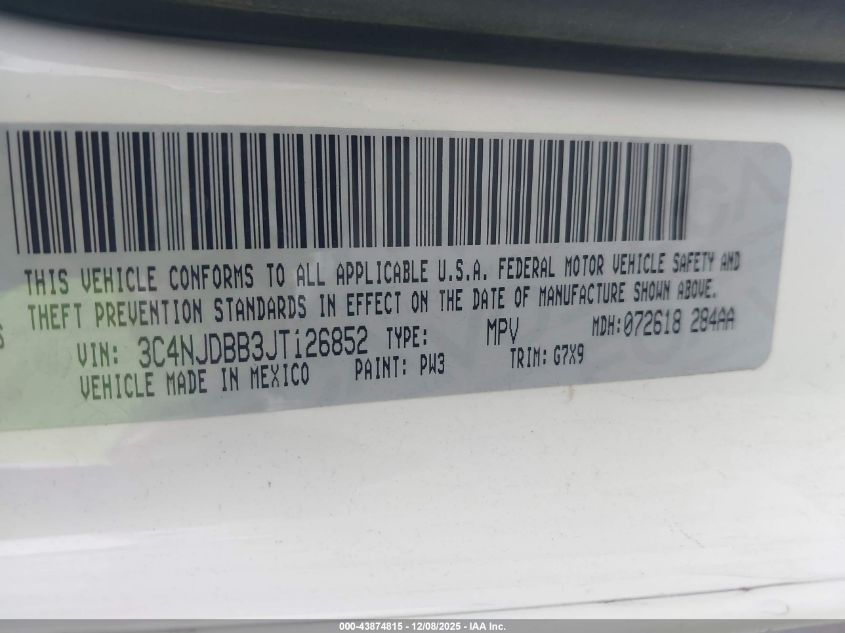 THIS VEHICLE CONFORMS TO ALL APPLICABLE U.S.A. FEDERAL MOTOR VEHICLE SAFETY AND
THEFT PREVENTION STANDARDS IN EFFECT ON THE DATE OF MANUFACTURE SHOWN ABOVE.
VIN: 3C4NJDBB3JT126852 TYPE: MPV MDH:072618 284AA
VEHICLE MADE IN MEXICO PAINT: PW3 TRIM: G7X9
000-43874815 - 12/08/2025 - IAA Inc.